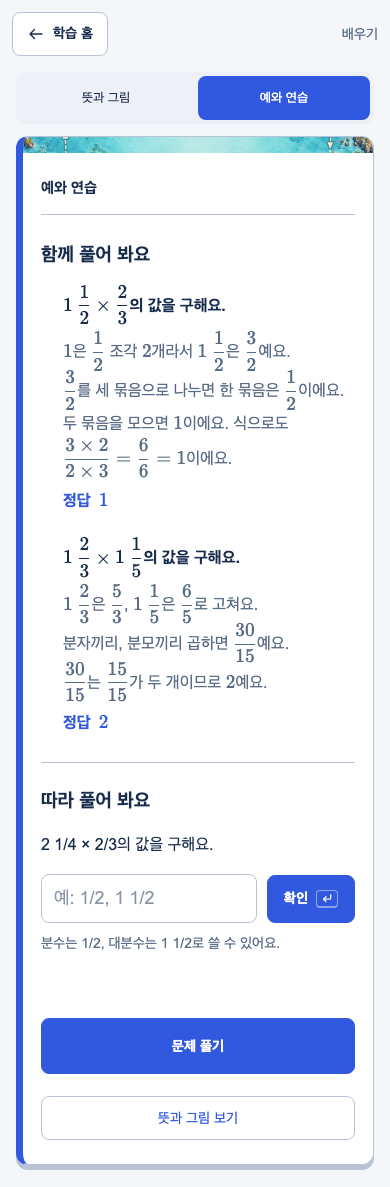 ← 학습 홈
배우기
뜻과 그림
예와 연습
예와 연습
함께 풀어 봐요
1 1/2 × 2/3의 값을 구해요.
1은 1/2 조각 2개라서 1 1/2은 3/2예요.
3/2를 세 묶음으로 나누면 한 묶음은 1/2이에요.
두 묶음을 모으면 1이에요. 식으로도
3 × 2/2 × 3 = 6/6 = 1이에요.
정답 1
1 2/3 × 1 1/5의 값을 구해요.
1 2/3은 5/3, 1 1/5은 6/5로 고쳐요.
분자끼리, 분모끼리 곱하면 30/15예요.
30/15는 15/15가 두 개이므로 2예요.
정답 2
따라 풀어 봐요
2 1/4 × 2/3의 값을 구해요.
예: 1/2, 1 1/2
확인 ↵
분수는 1/2, 대분수는 1 1/2로 쓸 수 있어요.
문제 풀기
뜻과 그림 보기